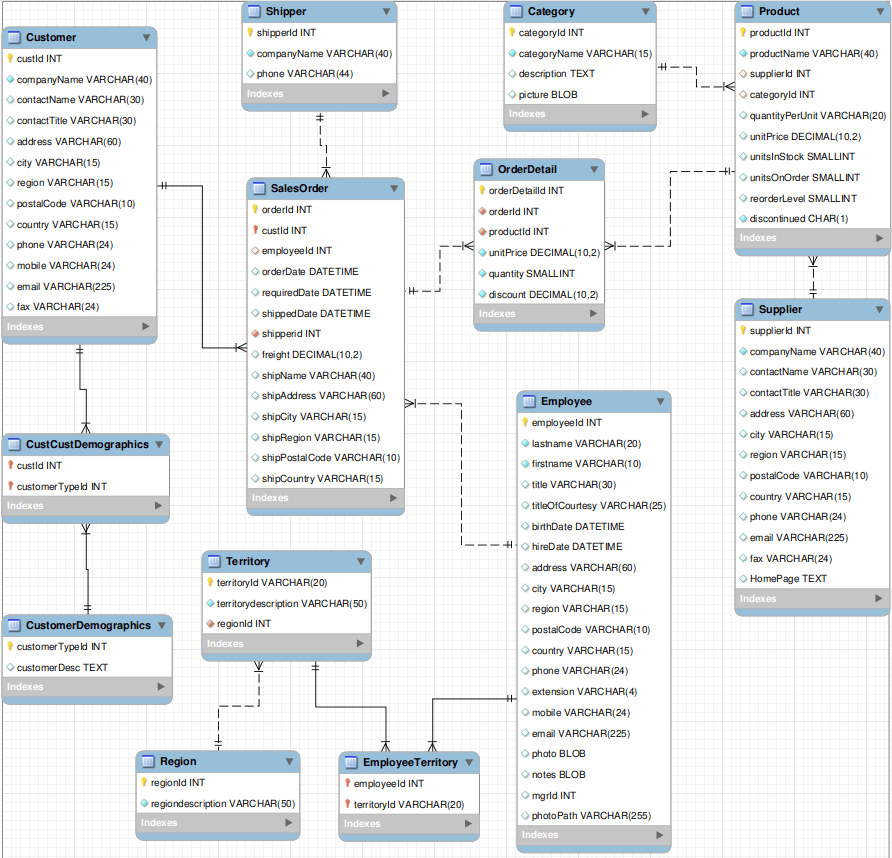 Customer
custId INT
companyName VARCHAR(40)
contactName VARCHAR(30)
contactTitle VARCHAR(30)
address VARCHAR(60)
city VARCHAR(15)
region VARCHAR(15)
postalCode VARCHAR(10)
country VARCHAR(15)
phone VARCHAR(24)
mobile VARCHAR(24)
email VARCHAR(225)
fax VARCHAR(24)
Indexes
Shipper
shipperId INT
companyName VARCHAR(40)
phone VARCHAR(44)
Indexes
Category
categoryId INT
categoryName VARCHAR(15)
description TEXT
picture BLOB
Indexes
Product
productId INT
productName VARCHAR(40)
supplierId INT
categoryId INT
quantityPerUnit VARCHAR(20)
unitPrice DECIMAL(10,2)
unitsInStock SMALLINT
unitsOnOrder SMALLINT
reorderLevel SMALLINT
discontinued CHAR(1)
Indexes
SalesOrder
orderId INT
custId INT
employeeId INT
orderDate DATETIME
requiredDate DATETIME
shippedDate DATETIME
shipperid INT
freight DECIMAL(10,2)
shipName VARCHAR(40)
shipAddress VARCHAR(60)
shipCity VARCHAR(15)
shipRegion VARCHAR(15)
shipPostalCode VARCHAR(10)
shipCountry VARCHAR(15)
Indexes
OrderDetail
orderDetailId INT
orderId INT
productId INT
unitPrice DECIMAL(10,2)
quantity SMALLINT
discount DECIMAL(10,2)
Indexes
Supplier
supplierId INT
companyName VARCHAR(40)
contactName VARCHAR(30)
contactTitle VARCHAR(30)
address VARCHAR(60)
city VARCHAR(15)
region VARCHAR(15)
postalCode VARCHAR(10)
country VARCHAR(15)
phone VARCHAR(24)
email VARCHAR(225)
fax VARCHAR(24)
HomePage TEXT
Indexes
Employee
employeeId INT
lastname VARCHAR(20)
firstname VARCHAR(10)
title VARCHAR(30)
titleOfCourtesy VARCHAR(25)
birthDate DATETIME
hireDate DATETIME
address VARCHAR(60)
city VARCHAR(15)
region VARCHAR(15)
postalCode VARCHAR(10)
country VARCHAR(15)
phone VARCHAR(24)
extension VARCHAR(4)
mobile VARCHAR(24)
email VARCHAR(225)
photo BLOB
notes BLOB
mgrId INT
photoPath VARCHAR(255)
Indexes
CustCustDemographics
custId INT
customerTypeId INT
Indexes
CustomerDemographics
customerTypeId INT
customerDesc TEXT
Indexes
Territory
territoryId VARCHAR(20)
territorydescription VARCHAR(50)
regionId INT
Indexes
Region
regionId INT
regiondescription VARCHAR(50)
Indexes
EmployeeTerritory
employeeId INT
territoryId VARCHAR(20)
Indexes